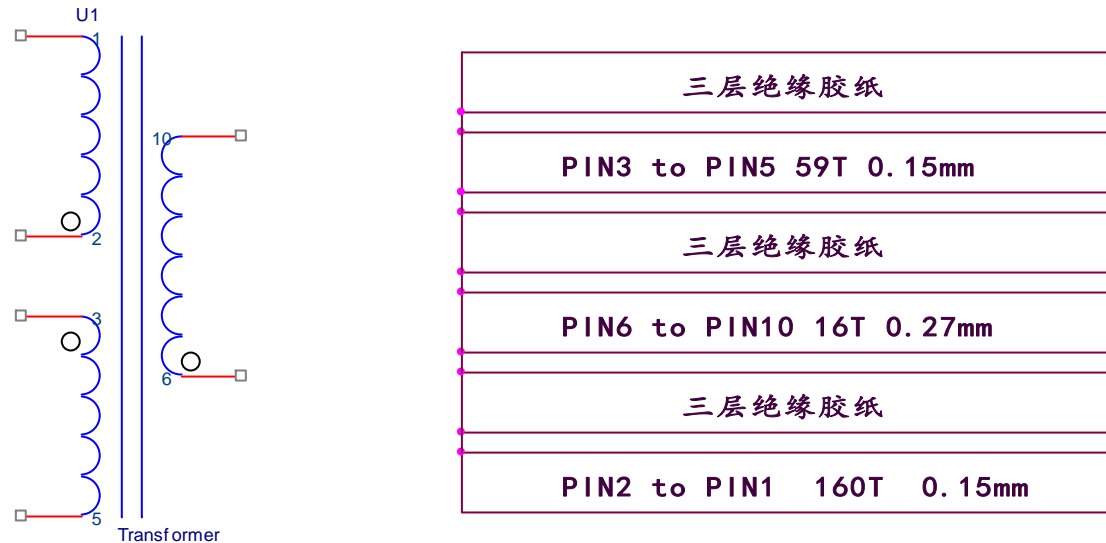 U1
1
2
3
5
10
6
Transformer
三层绝缘胶纸
PIN3 to PIN5 59T 0.15mm
三层绝缘胶纸
PIN6 to PIN10 16T 0.27mm
三层绝缘胶纸
PIN2 to PIN1 160T 0.15mm